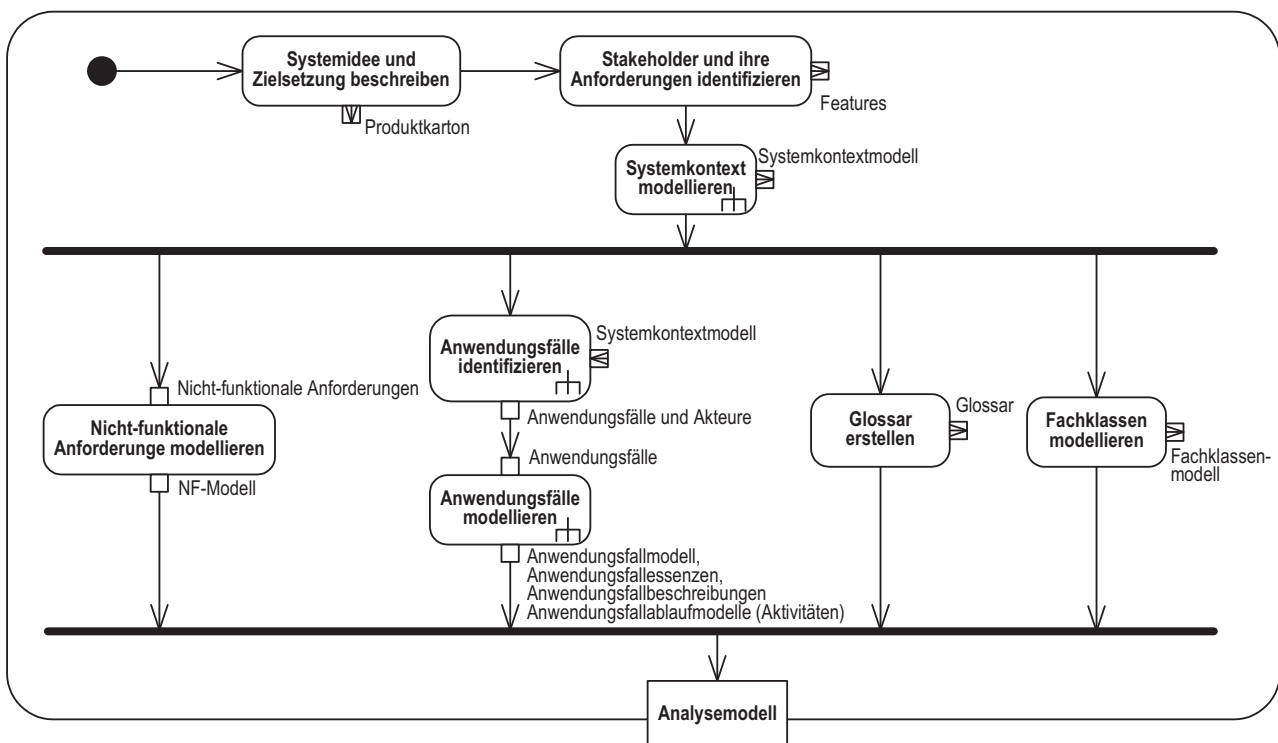 Systemidee und
Zielsetzung beschreiben
Produktkarton
Stakeholder und ihre
Anforderungen identifizieren
Features
Systemkontext
modellieren
Systemkontextmodell
Nicht-funktionale Anforderungen
Nicht-funktionale
Anforderunge modellieren
NF-Modell
Anwendungsfälle
identifizieren
Systemkontextmodell
Anwendungsfälle und Akteure
Anwendungsfälle
Anwendungsfälle
modellieren
Anwendungsfallmodell,
Anwendungsfallessenzen,
Anwendungsfallbeschreibungen
Anwendungsfallablaufmodelle (Aktivitäten)
Glossar
erstellen
Glossar
Fachklassen
modellieren
Fachklassen-
modell
Analysemodell